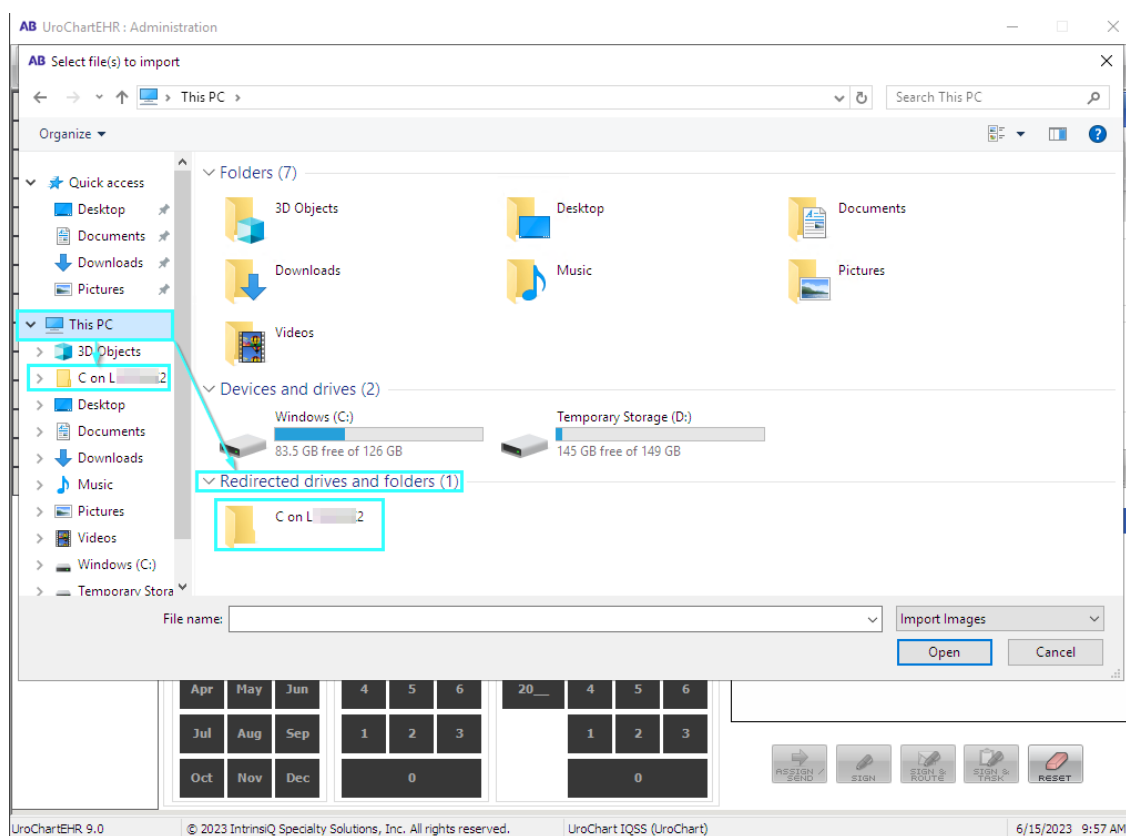 AB UroChartEHR : Administration
AB Select file(s) to import
This PC
Search This PC
Organize
Quick access
Desktop
Documents
Downloads
Pictures
This PC
3D Objects
C on L 2
Desktop
Documents
Downloads
Music
Pictures
Videos
Windows (C:)
Temporary Stora
Folders (7)
3D Objects
Desktop
Documents
Downloads
Music
Pictures
Videos
Devices and drives (2)
Windows (C:)
83.5 GB free of 126 GB
Temporary Storage (D:)
145 GB free of 149 GB
Redirected drives and folders (1)
C on L 2
File name:
Import Images
Open Cancel
Apr May Jun 4 5 6 20__ 4 5 6
Jul Aug Sep 1 2 3 1 2 3
Oct Nov Dec 0 0
ASSIGN / SEND
SIGN
SIGN & ROUTE
SIGN & TASK
RESET
UroChartEHR 9.0 © 2023 IntrinsiQ Specialty Solutions, Inc. All rights reserved. UroChart IQSS (UroChart) 6/15/2023 9:57 AM